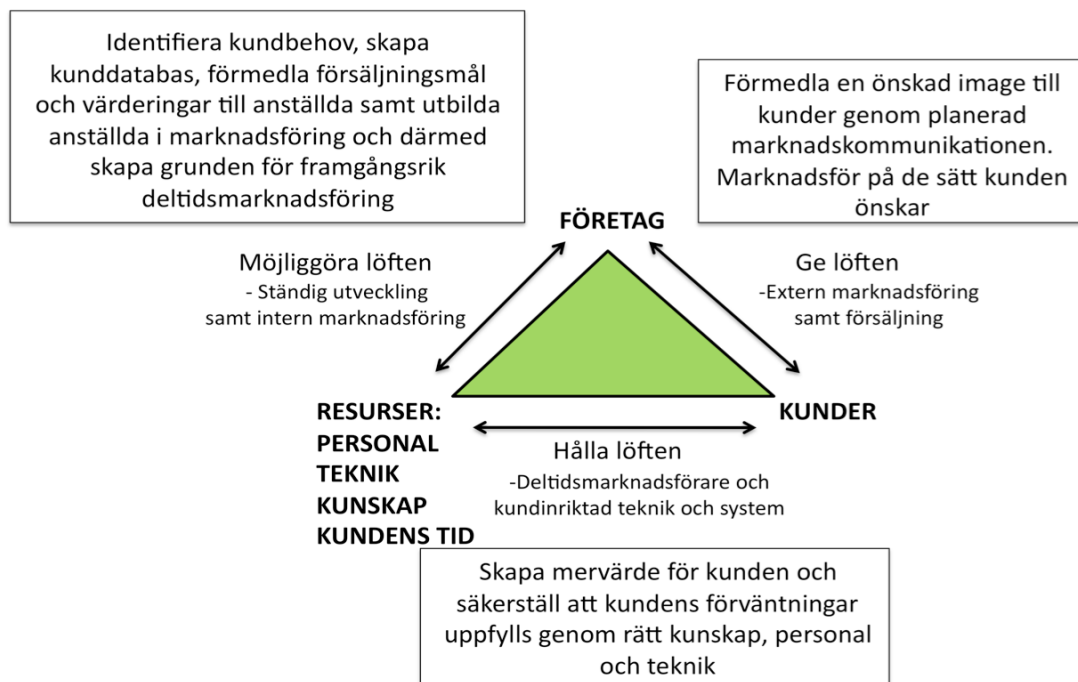 Identifiera kundbehov, skapa
kunddatabas, förmedla försäljningsmål
och värderingar till anställda samt utbilda
anställda i marknadsföring och därmed
skapa grunden för framgångsrik
deltidsmarknadsföring
Förmedla en önskad image till
kunder genom planerad
marknadskommunikationen.
Marknadsför på de sätt kunden
önskar
FÖRETAG
Möjliggöra löften
- Ständig utveckling
samt intern marknadsföring
Ge löften
-Extern marknadsföring
samt försäljning
RESURSER:
PERSONAL
TEKNIK
KUNSKAP
KUNDENS TID
KUNDER
Hålla löften
-Deltidsmarknadsförare och
kundinriktad teknik och system
Skapa mervärde för kunden och
säkerställ att kundens förväntningar
uppfylls genom rätt kunskap, personal
och teknik